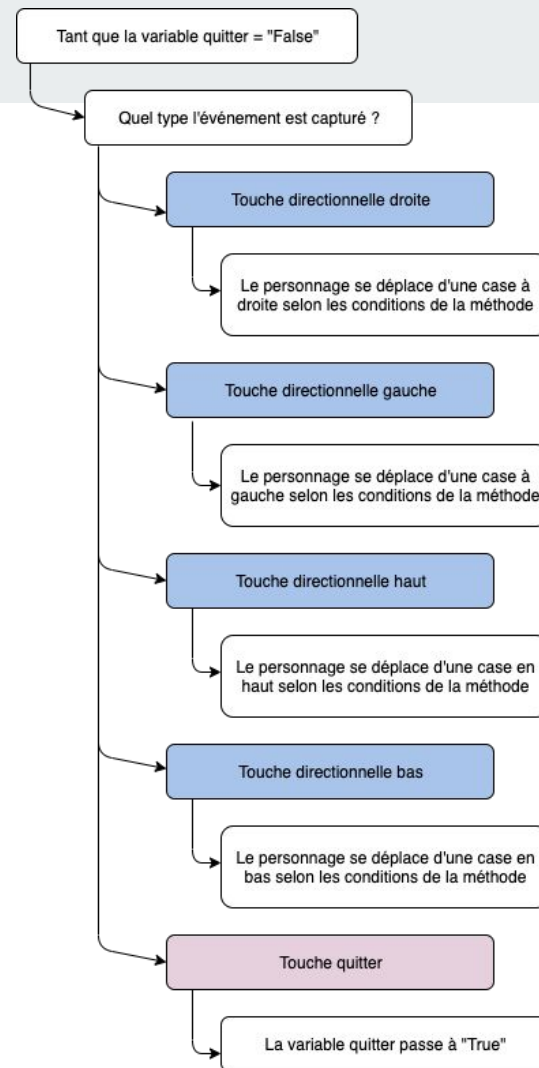 Tant que la variable quitter = "False"
Quel type l'événement est capturé ?
Touche directionnelle droite
Le personnage se déplace d'une case à
droite selon les conditions de la méthode
Touche directionnelle gauche
Le personnage se déplace d'une case à
gauche selon les conditions de la méthode
Touche directionnelle haut
Le personnage se déplace d'une case en
haut selon les conditions de la méthode
Touche directionnelle bas
Le personnage se déplace d'une case en
bas selon les conditions de la méthode
Touche quitter
La variable quitter passe à "True"